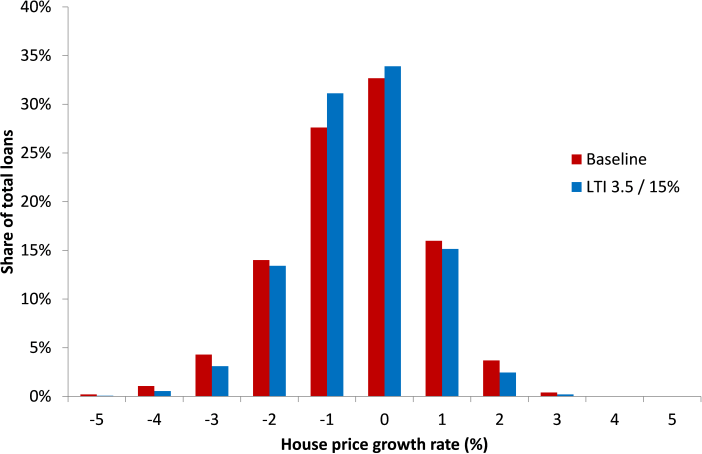 40%
35%
30%
25%
20%
15%
10%
5%
0%
Share of total loans
Baseline
LTI 3.5 / 15%
-5 -4 -3 -2 -1 0 1 2 3 4 5
House price growth rate (%)